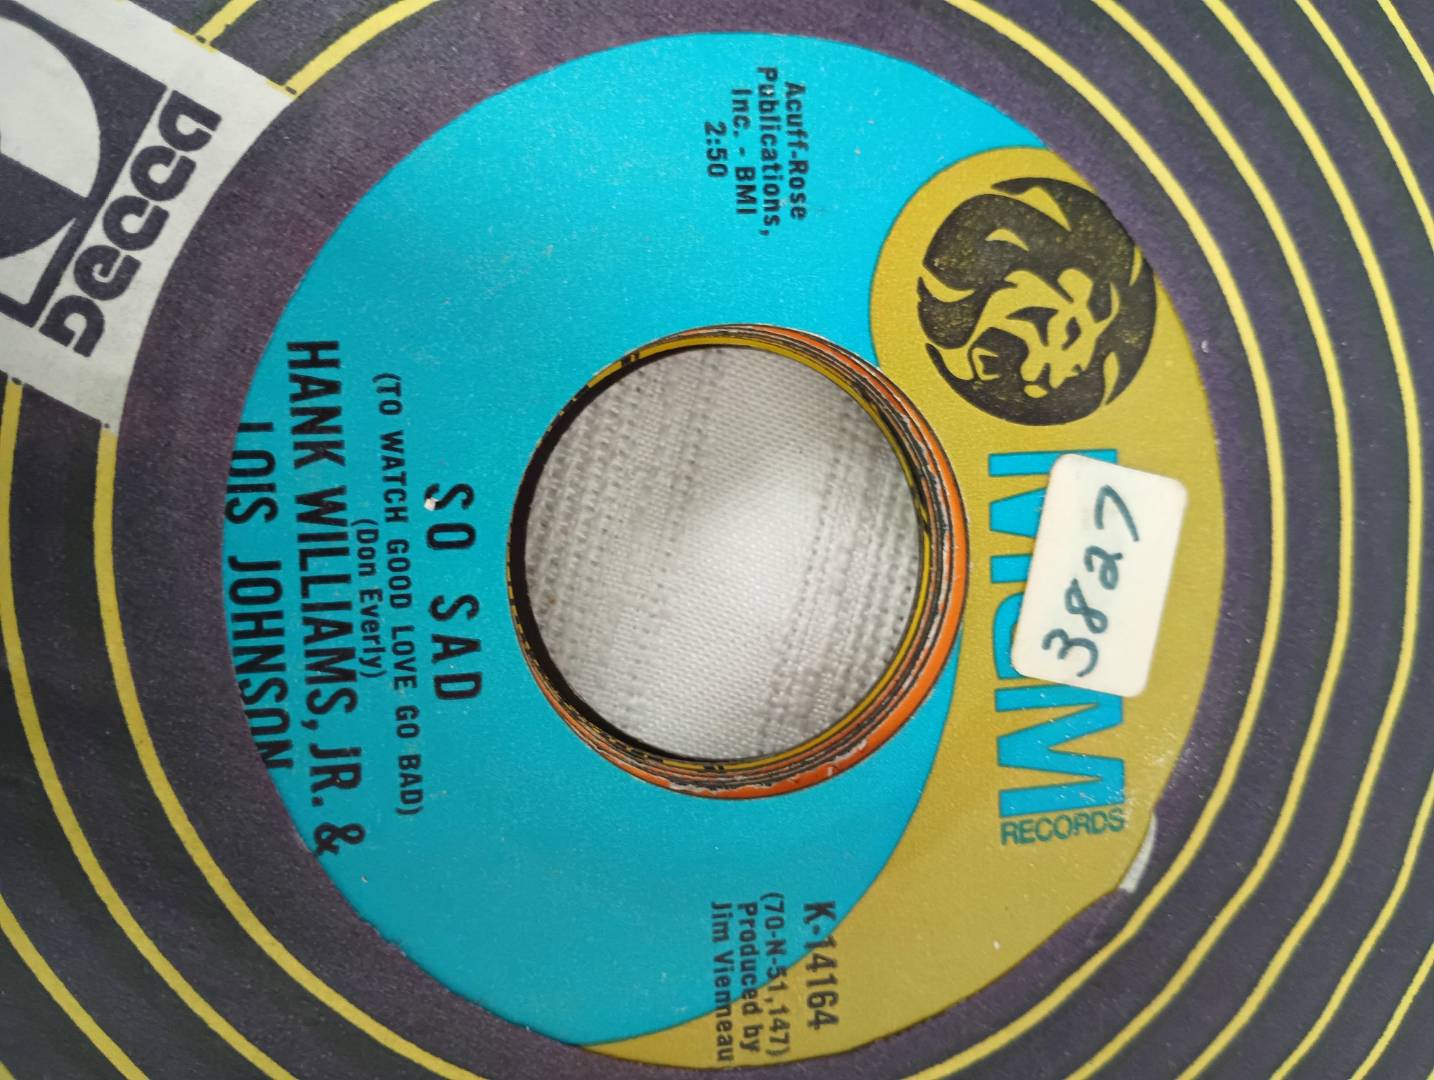 MGM
RECORDS
3827
Acuff-Rose
Publications,
Inc. - BMI
2:50
K-14164
(70-N-51,147)
Produced by
Jim Vienneau
SO SAD
(TO WATCH GOOD LOVE GO BAD)
(Don Everly)
HANK WILLIAMS, JR. &
LOIS JOHNSON
Decca